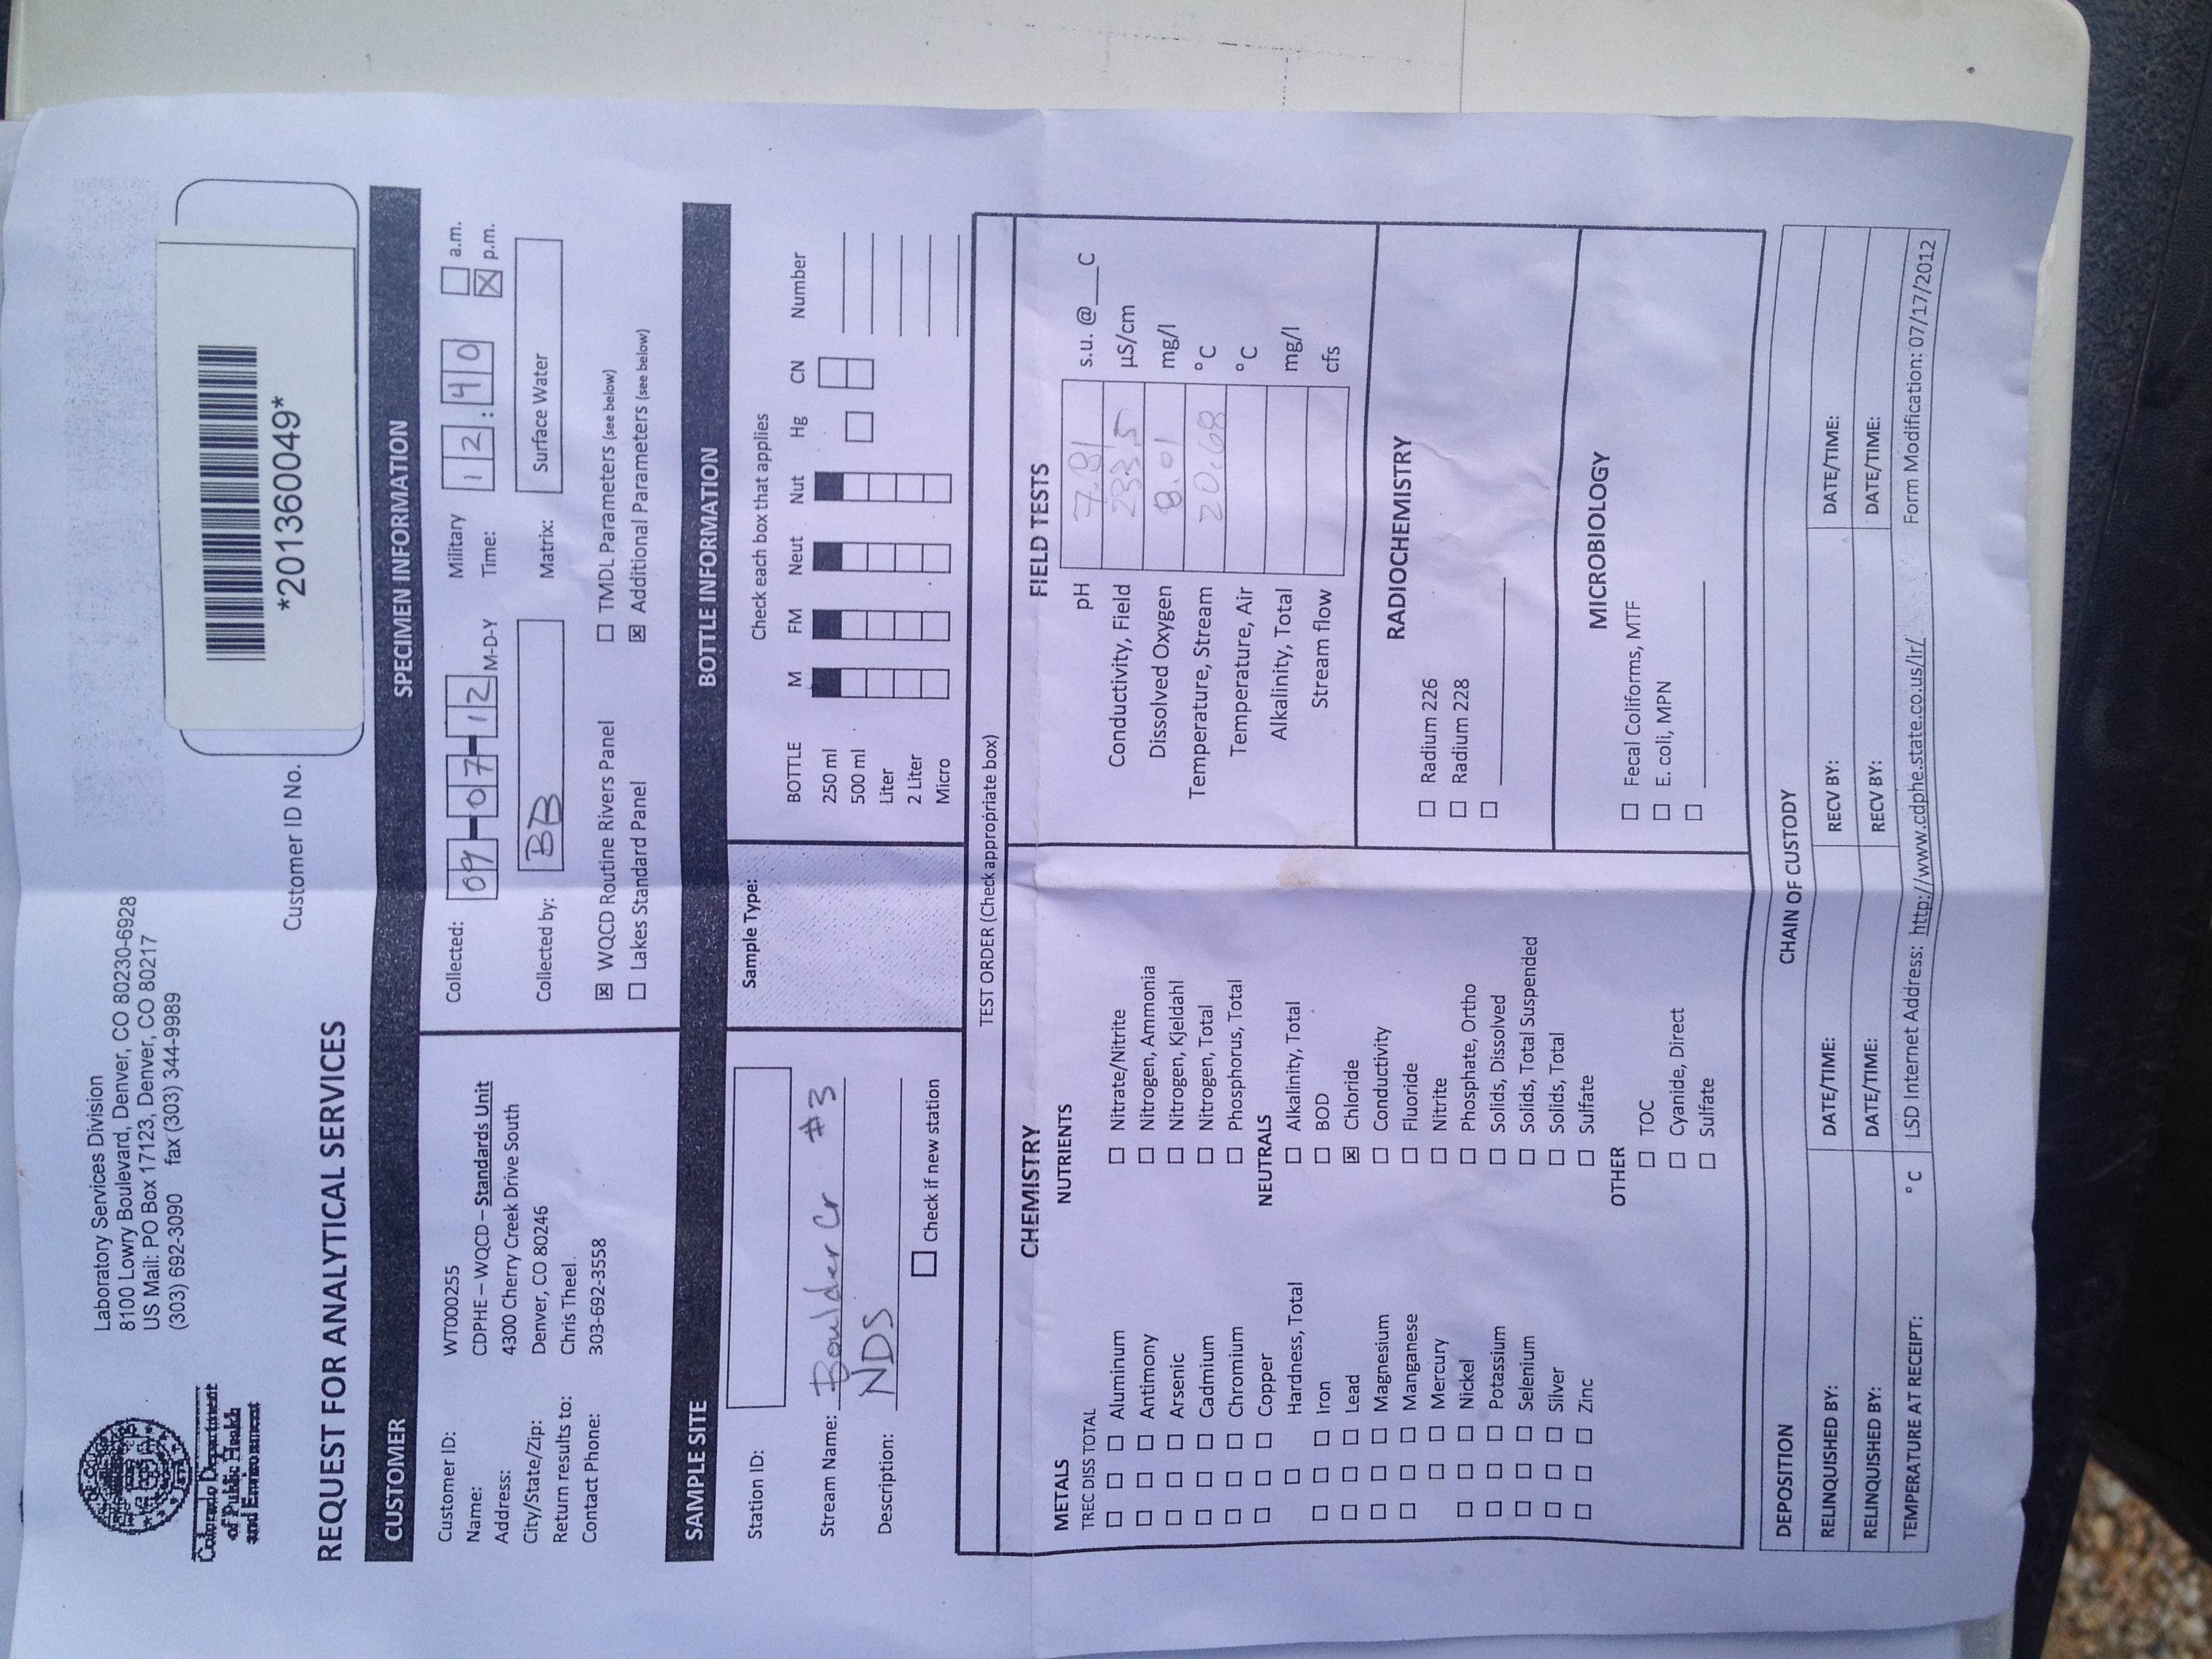 Colorado Department
of Public Health
and Environment
Laboratory Services Division
8100 Lowry Boulevard, Denver, CO 80230-6928
US Mail: PO Box 17123, Denver, CO 80217
(303) 692-3090 fax (303) 344-9989
REQUEST FOR ANALYTICAL SERVICES
Customer ID No.
*201360049*
CUSTOMER
SPECIMEN INFORMATION
Customer ID: WT000255
Name: CDPHE – WQCD – Standards Unit
Address: 4300 Cherry Creek Drive South
City/State/Zip: Denver, CO 80246
Return results to: Chris Theel
Contact Phone: 303-692-3558
Collected: 09-07-12 M-D-Y
Military Time: 12:40 a.m. ☒ p.m.
Collected by: BB
Matrix: Surface Water
☒ WQCD Routine Rivers Panel
☐ TMDL Parameters (see below)
☐ Lakes Standard Panel
☒ Additional Parameters (see below)
SAMPLE SITE
BOTTLE INFORMATION
Station ID:
Stream Name: Boulder Cr #3
Description: NDS
☐ Check if new station
Sample Type:
Check each box that applies
BOTTLE M FM Neut Nut Hg CN Number
250 ml
500 ml
Liter
2 Liter
Micro
TEST ORDER (Check appropriate box)
CHEMISTRY
METALS
TREC DISS TOTAL
☐ ☐ ☐ Aluminum
☐ ☐ ☐ Antimony
☐ ☐ ☐ Arsenic
☐ ☐ ☐ Cadmium
☐ ☐ ☐ Chromium
☐ ☐ ☐ Copper
☐ Hardness, Total
☐ ☐ ☐ Iron
☐ ☐ ☐ Lead
☐ ☐ ☐ Magnesium
☐ ☐ ☐ Manganese
☐ ☐ Mercury
☐ ☐ ☐ Nickel
☐ ☐ ☐ Potassium
☐ ☐ ☐ Selenium
☐ ☐ ☐ Silver
☐ ☐ ☐ Zinc
NUTRIENTS
☐ Nitrate/Nitrite
☐ Nitrogen, Ammonia
☐ Nitrogen, Kjeldahl
☐ Nitrogen, Total
☐ Phosphorus, Total
NEUTRALS
☐ Alkalinity, Total
☐ BOD
☒ Chloride
☐ Conductivity
☐ Fluoride
☐ Nitrite
☐ Phosphate, Ortho
☐ Solids, Dissolved
☐ Solids, Total Suspended
☐ Solids, Total
☐ Sulfate
OTHER
☐ TOC
☐ Cyanide, Direct
☐ Sulfate
FIELD TESTS
pH 7.81 s.u. @___C
Conductivity, Field 233.5 µS/cm
Dissolved Oxygen 8.01 mg/l
Temperature, Stream 20.68 °C
Temperature, Air °C
Alkalinity, Total mg/l
Stream flow cfs
RADIOCHEMISTRY
☐ Radium 226
☐ Radium 228
☐
MICROBIOLOGY
☐ Fecal Coliforms, MTF
☐ E. coli, MPN
☐
DEPOSITION CHAIN OF CUSTODY
RELINQUISHED BY: DATE/TIME: RECV BY: DATE/TIME:
RELINQUISHED BY: DATE/TIME: RECV BY: DATE/TIME:
TEMPERATURE AT RECEIPT: °C LSD Internet Address: http://www.cdphe.state.co.us/lr/ Form Modification: 07/17/2012